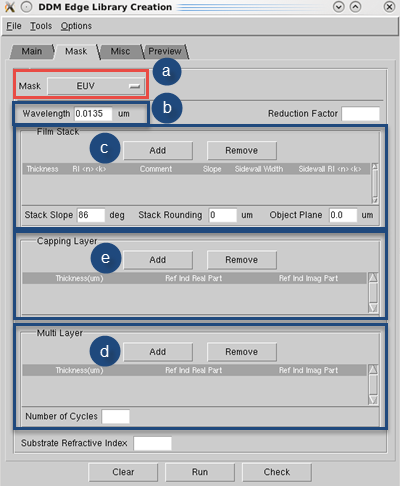 DDM Edge Library Creation
File Tools Options
Main Mask Misc Preview
a
Mask EUV
b
Wavelength 0.0135 um Reduction Factor
Film Stack
c Add Remove
Thickness RI <n> <k> Comment Slope Sidewall Width Sidewall RI <n> <k>
Stack Slope 86 deg Stack Rounding 0 um Object Plane 0.0 um
Capping Layer
e Add Remove
Thickness(um) Ref Ind Real Part Ref Ind Imag Part
Multi Layer
d Add Remove
Thickness(um) Ref Ind Real Part Ref Ind Imag Part
Number of Cycles
Substrate Refractive Index
Clear Run Check